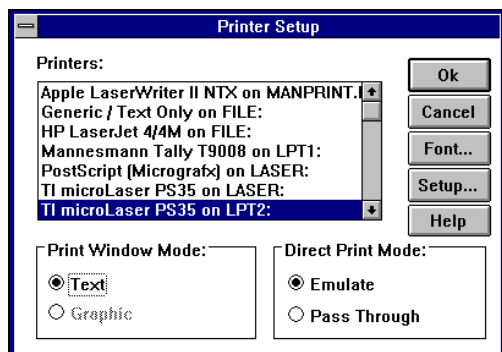 Printer Setup
Printers:
Apple LaserWriter II NTX on MANPRINT.
Generic / Text Only on FILE:
HP LaserJet 4/4M on FILE:
Mannesmann Tally T9008 on LPT1:
PostScript (Micrografx) on LASER:
TI microLaser PS35 on LASER:
TI microLaser PS35 on LPT2:
Ok
Cancel
Font...
Setup...
Help
Print Window Mode:
Text
Graphic
Direct Print Mode:
Emulate
Pass Through